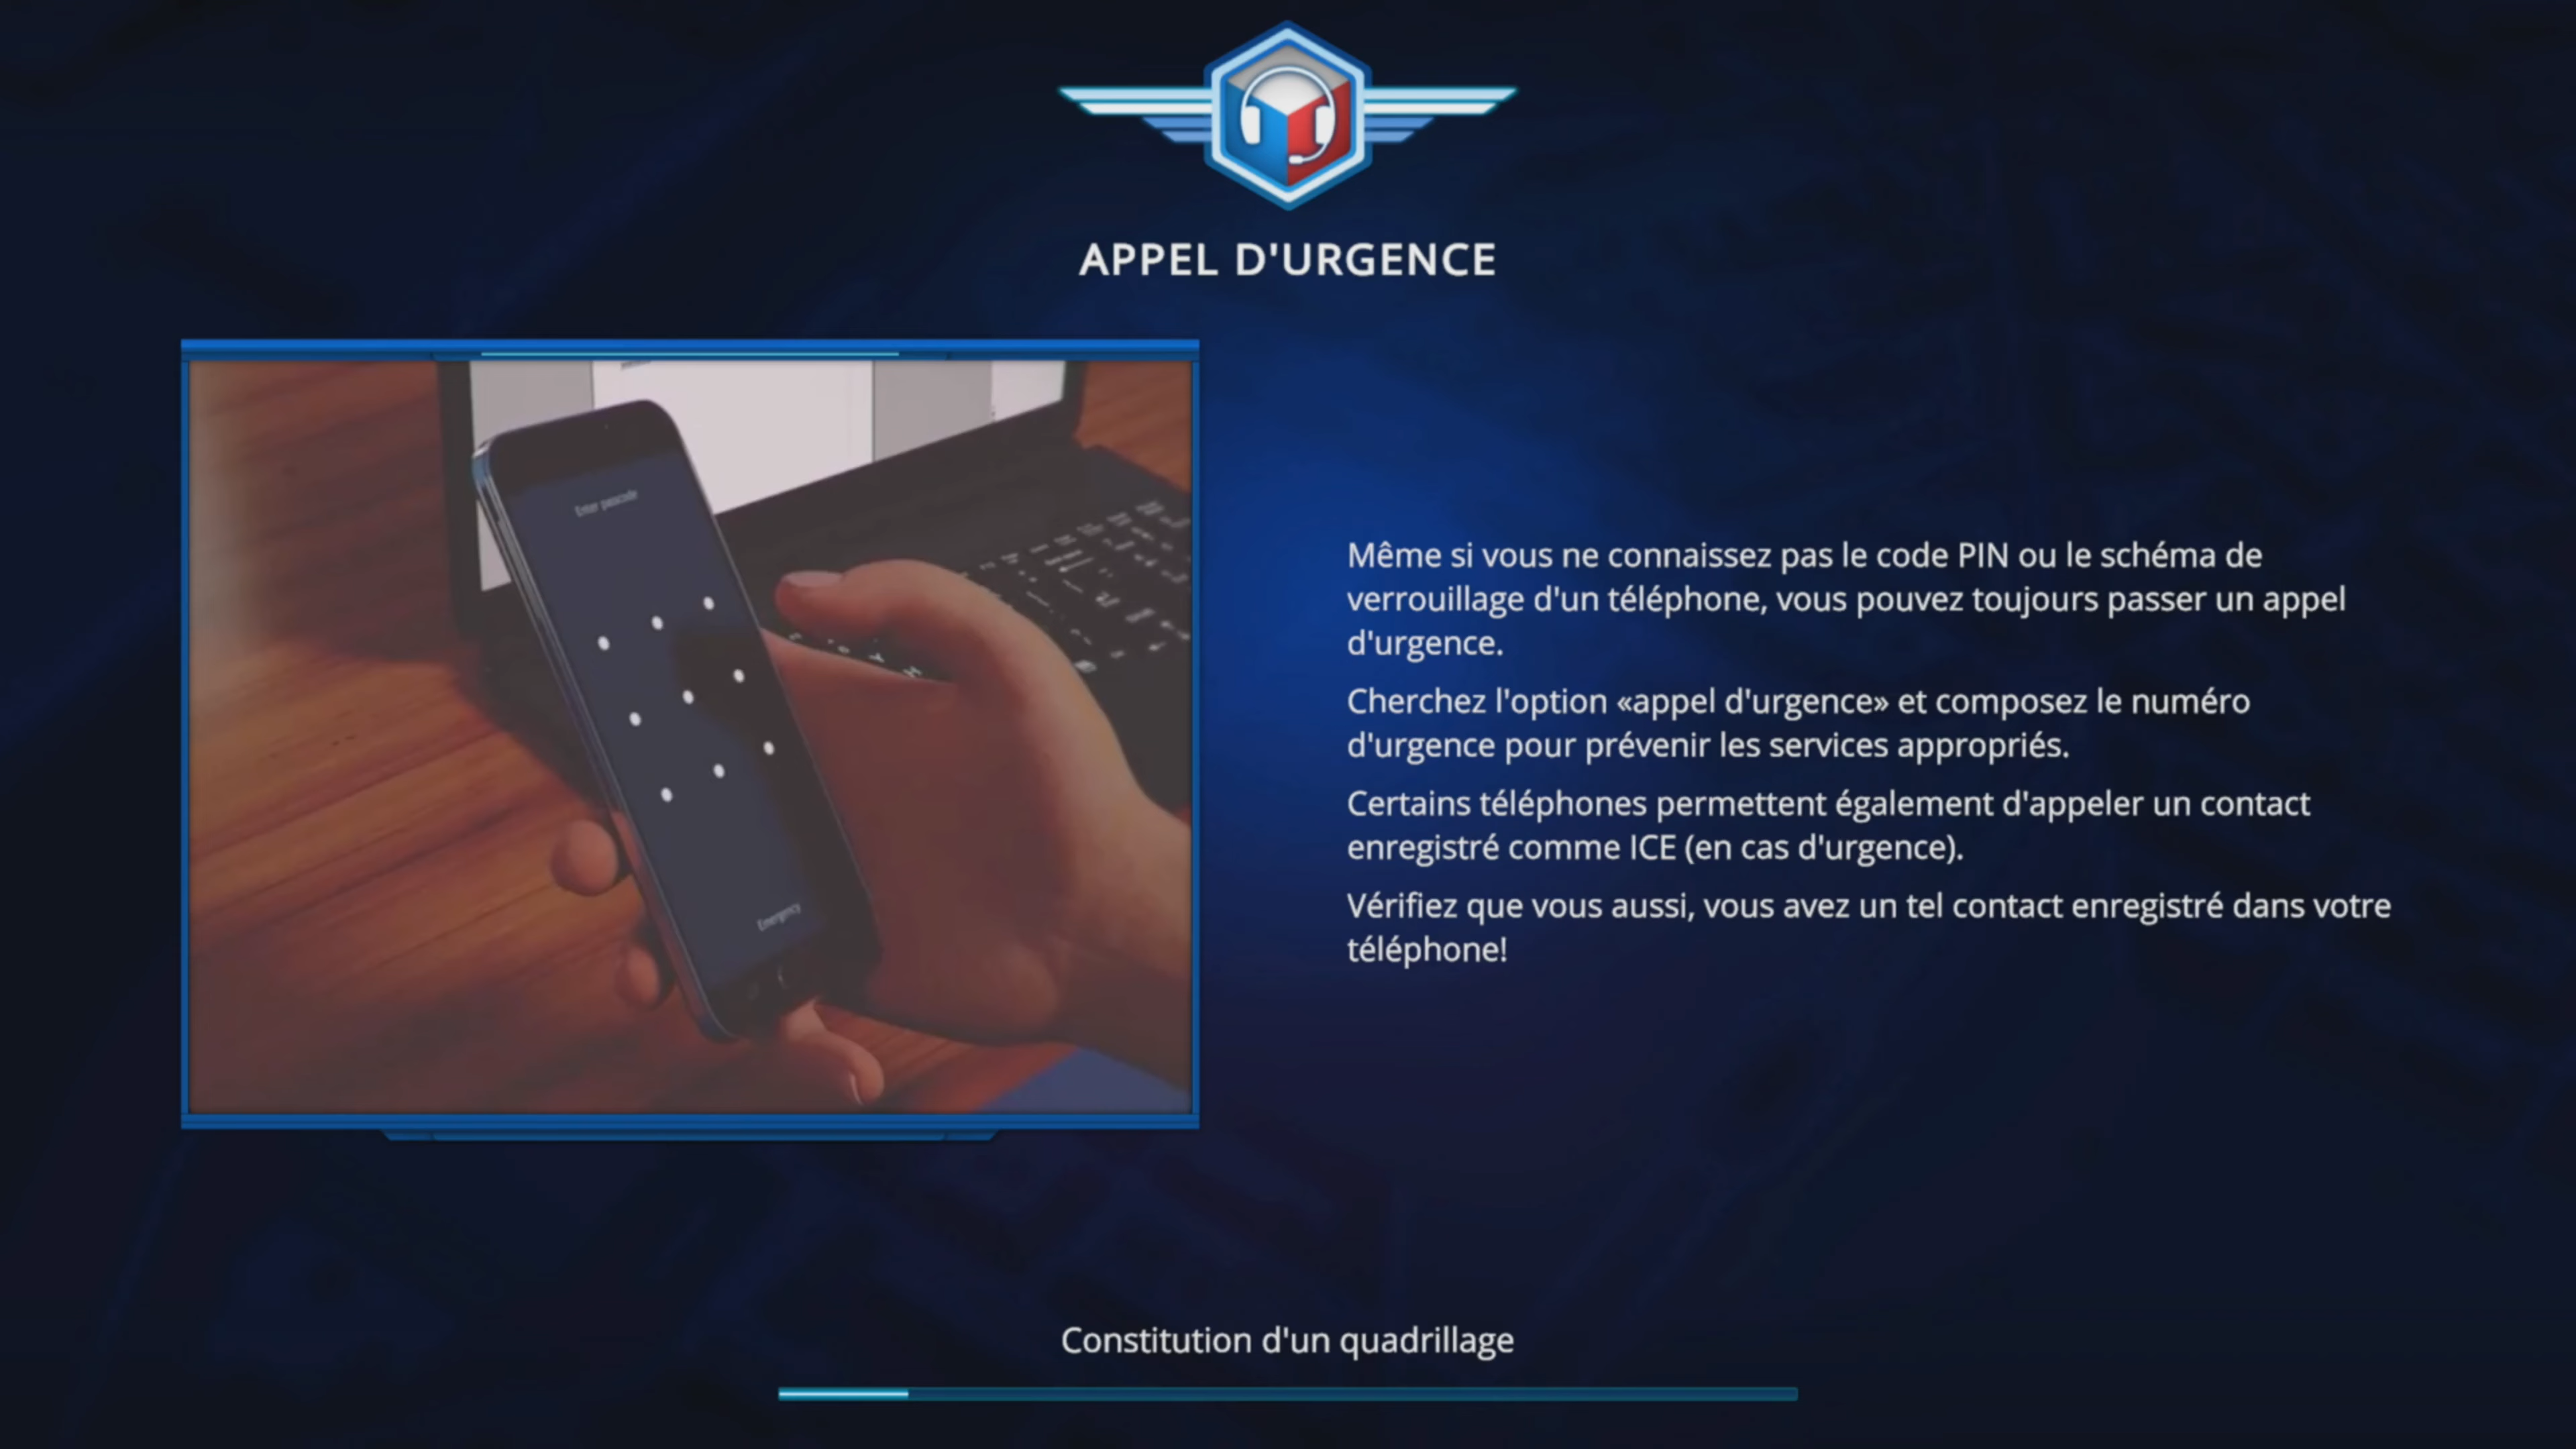 APPEL D'URGENCE
Enter passcode
Emergency
Même si vous ne connaissez pas le code PIN ou le schéma de
verrouillage d'un téléphone, vous pouvez toujours passer un appel
d'urgence.
Cherchez l'option «appel d'urgence» et composez le numéro
d'urgence pour prévenir les services appropriés.
Certains téléphones permettent également d'appeler un contact
enregistré comme ICE (en cas d'urgence).
Vérifiez que vous aussi, vous avez un tel contact enregistré dans votre
téléphone!
Constitution d'un quadrillage